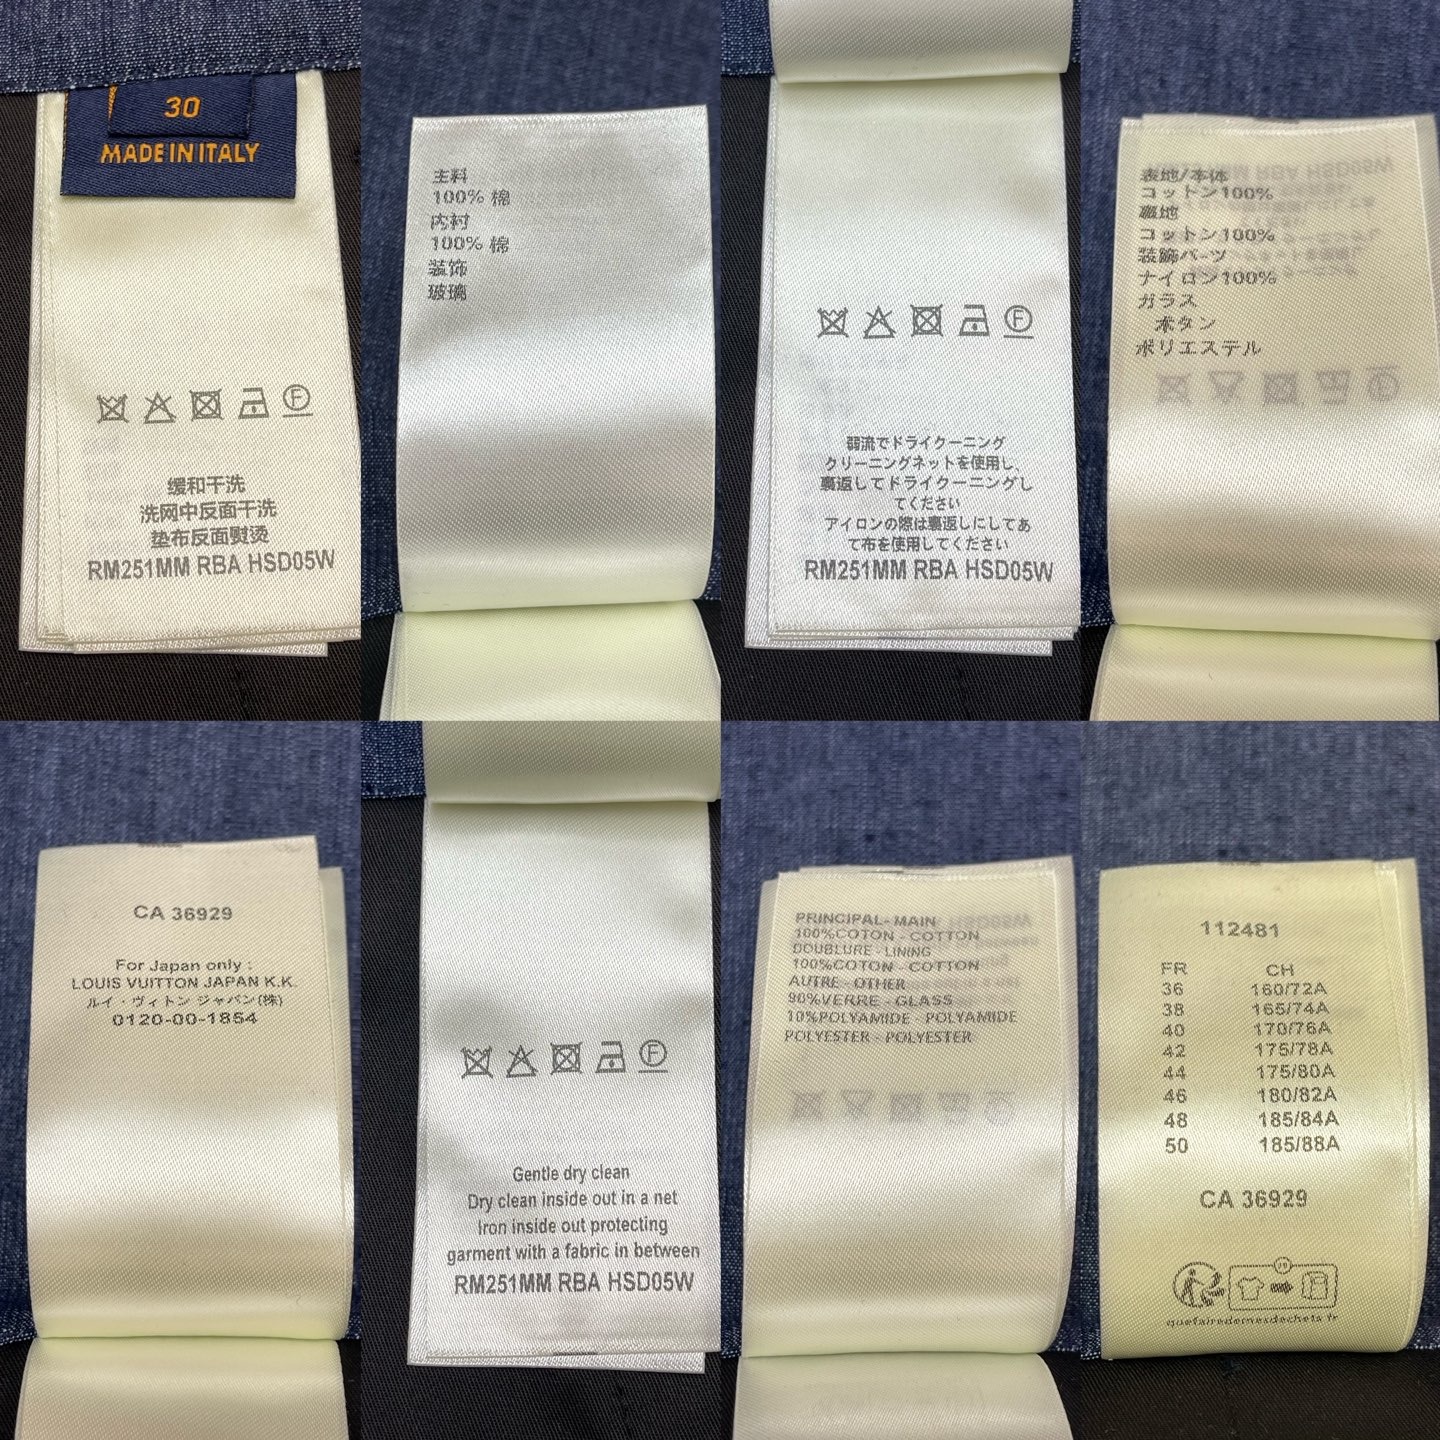 30
MADE IN ITALY
F
缓和干洗
洗网中反面干洗
垫布反面熨烫
RM251MM RBA HSD05W
主料
100% 棉
内衬
100% 棉
装饰
玻璃
F
弱流でドライクーニング
クリーニングネットを使用し、
裏返してドライクーニングし
てください
アイロンの際は裏返しにしてあ
て布を使用してください
RM251MM RBA HSD05W
表地/本体
コットン100%
裏地
コットン100%
装飾パーツ
ナイロン100%
ガラス
ボタン
ポリエステル
CA 36929
For Japan only :
LOUIS VUITTON JAPAN K.K.
ルイ・ヴィトン ジャパン(株)
0120-00-1854
F
Gentle dry clean
Dry clean inside out in a net
Iron inside out protecting
garment with a fabric in between
RM251MM RBA HSD05W
PRINCIPAL- MAIN
100%COTON - COTTON
DOUBLURE - LINING
100%COTON - COTTON
AUTRE - OTHER
90%VERRE - GLASS
10%POLYAMIDE - POLYAMIDE
POLYESTER - POLYESTER
112481
FR CH
36 160/72A
38 165/74A
40 170/76A
42 175/78A
44 175/80A
46 180/82A
48 185/84A
50 185/88A
CA 36929
quefairedemesdechets.fr